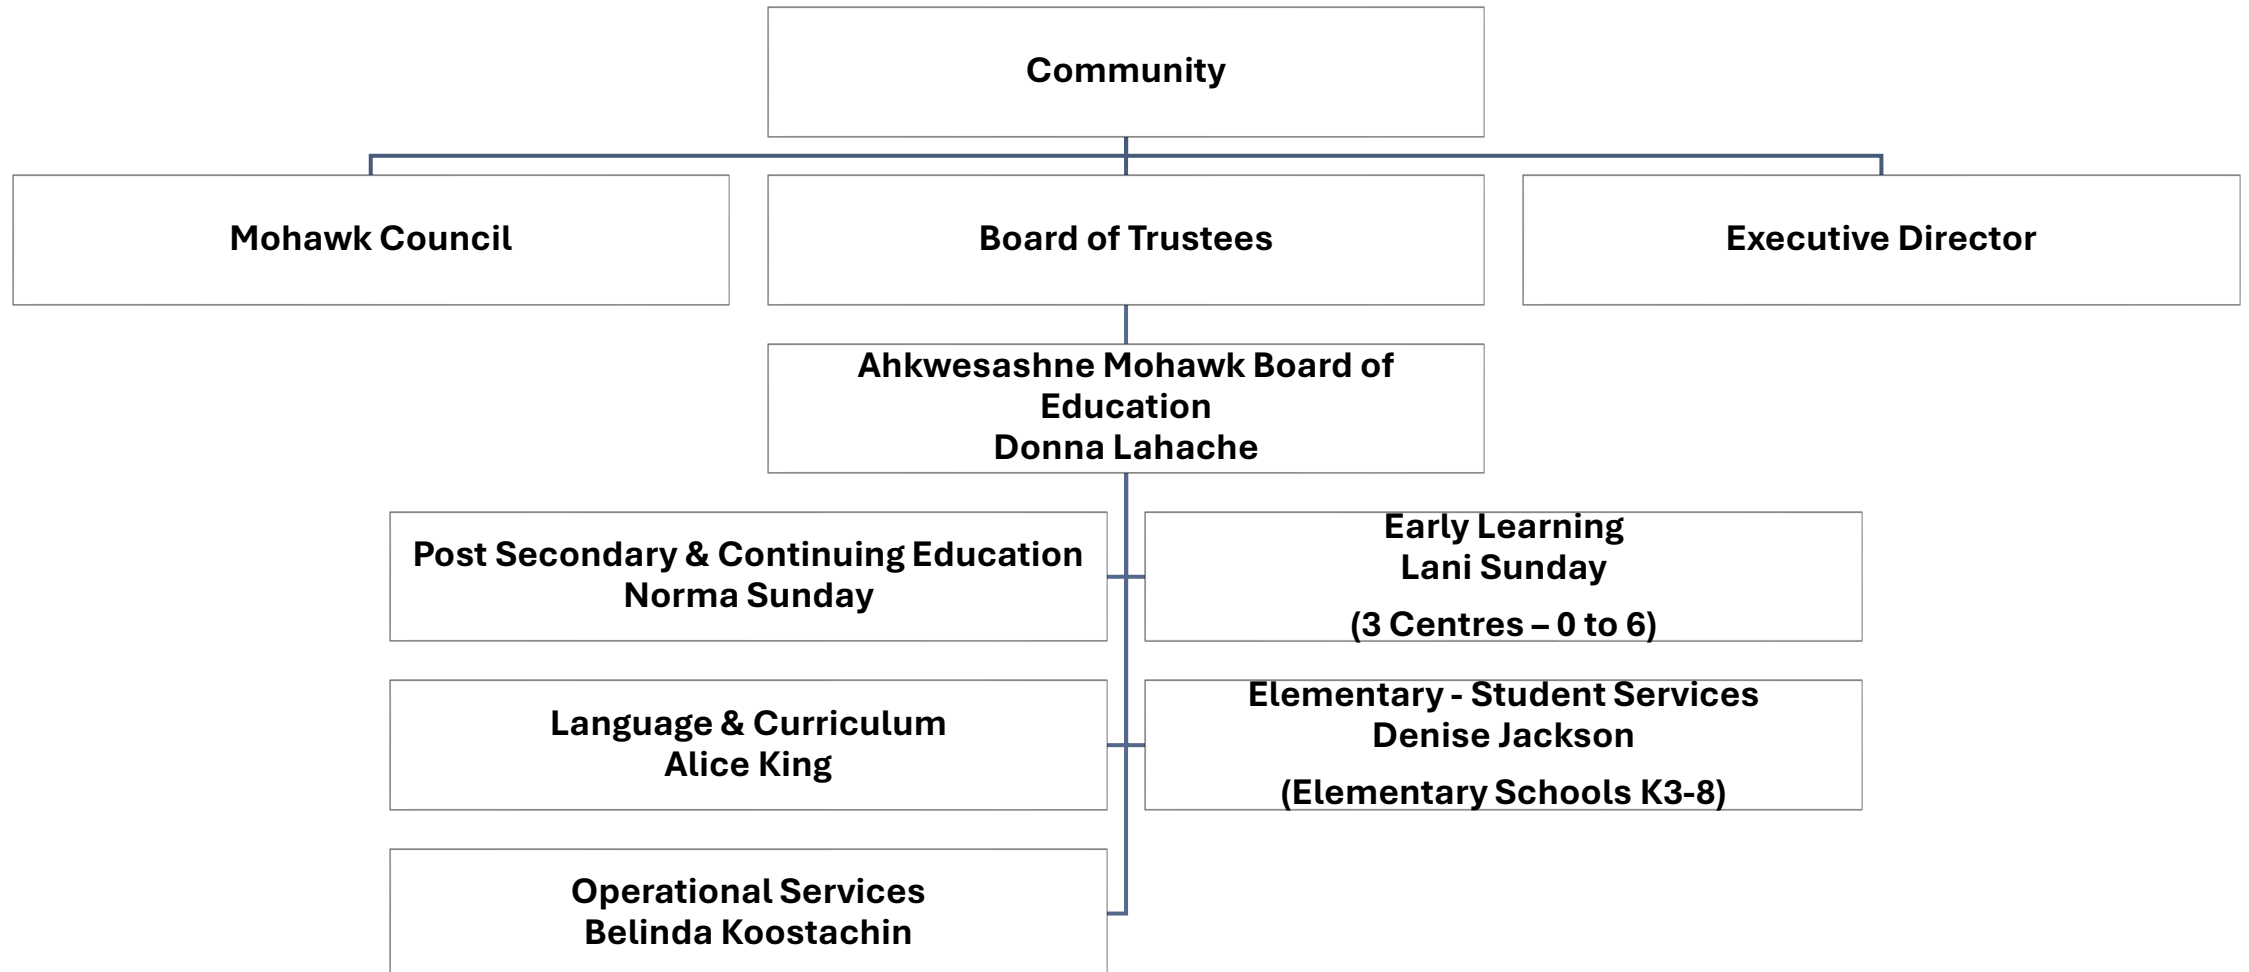 Community
Mohawk Council
Board of Trustees
Executive Director
Ahkwesashne Mohawk Board of
Education
Donna Lahache
Post Secondary & Continuing Education
Norma Sunday
Early Learning
Lani Sunday
(3 Centres – 0 to 6)
Language & Curriculum
Alice King
Elementary - Student Services
Denise Jackson
(Elementary Schools K3-8)
Operational Services
Belinda Koostachin